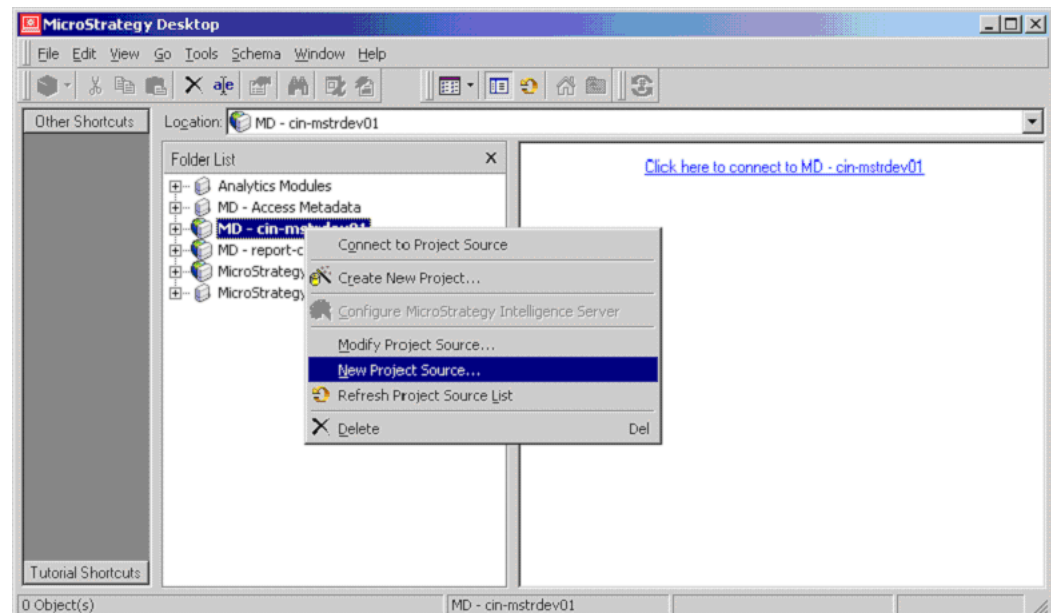 MicroStrategy Desktop
File Edit View Go Tools Schema Window Help
Other Shortcuts
Location: MD - cin-mstrdev01
Folder List
Click here to connect to MD - cin-mstrdev01
Analytics Modules
MD - Access Metadata
MD - cin-mstrdev01
MD - report-c
MicroStrategy
MicroStrategy
Connect to Project Source
Create New Project...
Configure MicroStrategy Intelligence Server
Modify Project Source...
New Project Source...
Refresh Project Source List
Delete Del
Tutorial Shortcuts
0 Object(s) MD - cin-mstrdev01